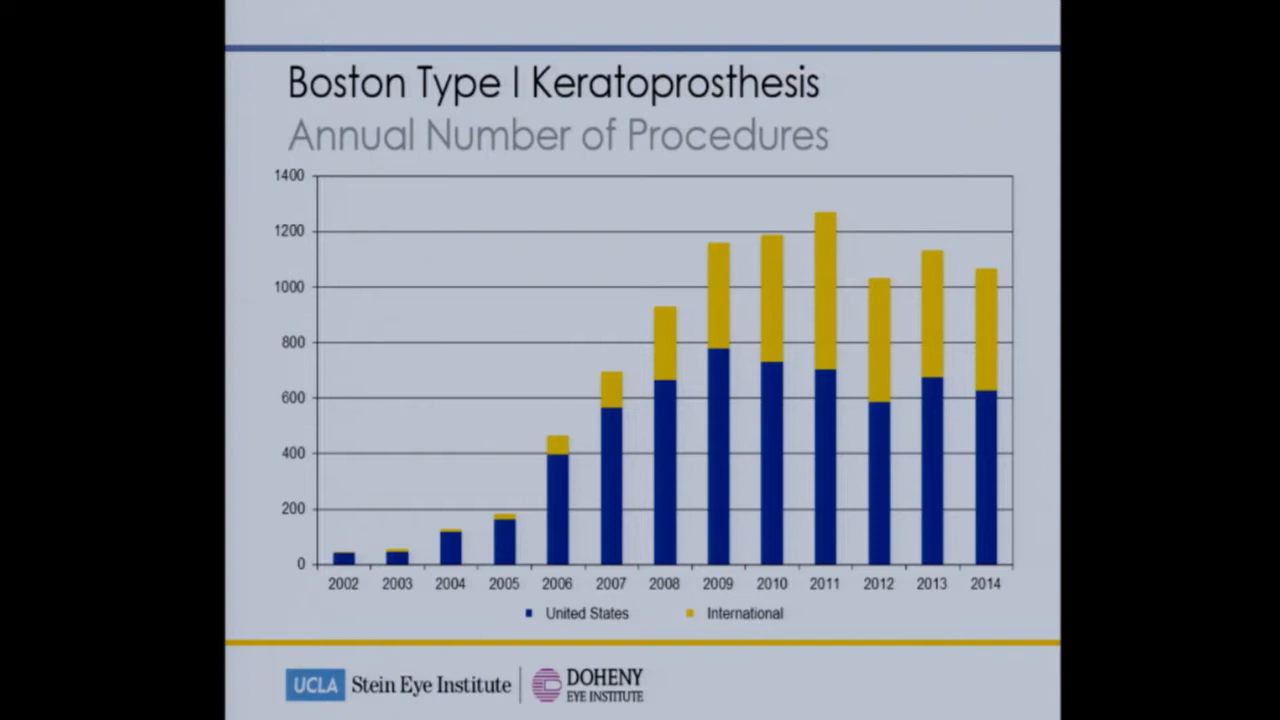 Boston Type I Keratoprosthesis
Annual Number of Procedures
1400
1200
1000
800
600
400
200
0
2002 2003 2004 2005 2006 2007 2008 2009 2010 2011 2012 2013 2014
United States International
UCLA Stein Eye Institute DOHENY
EYE INSTITUTE